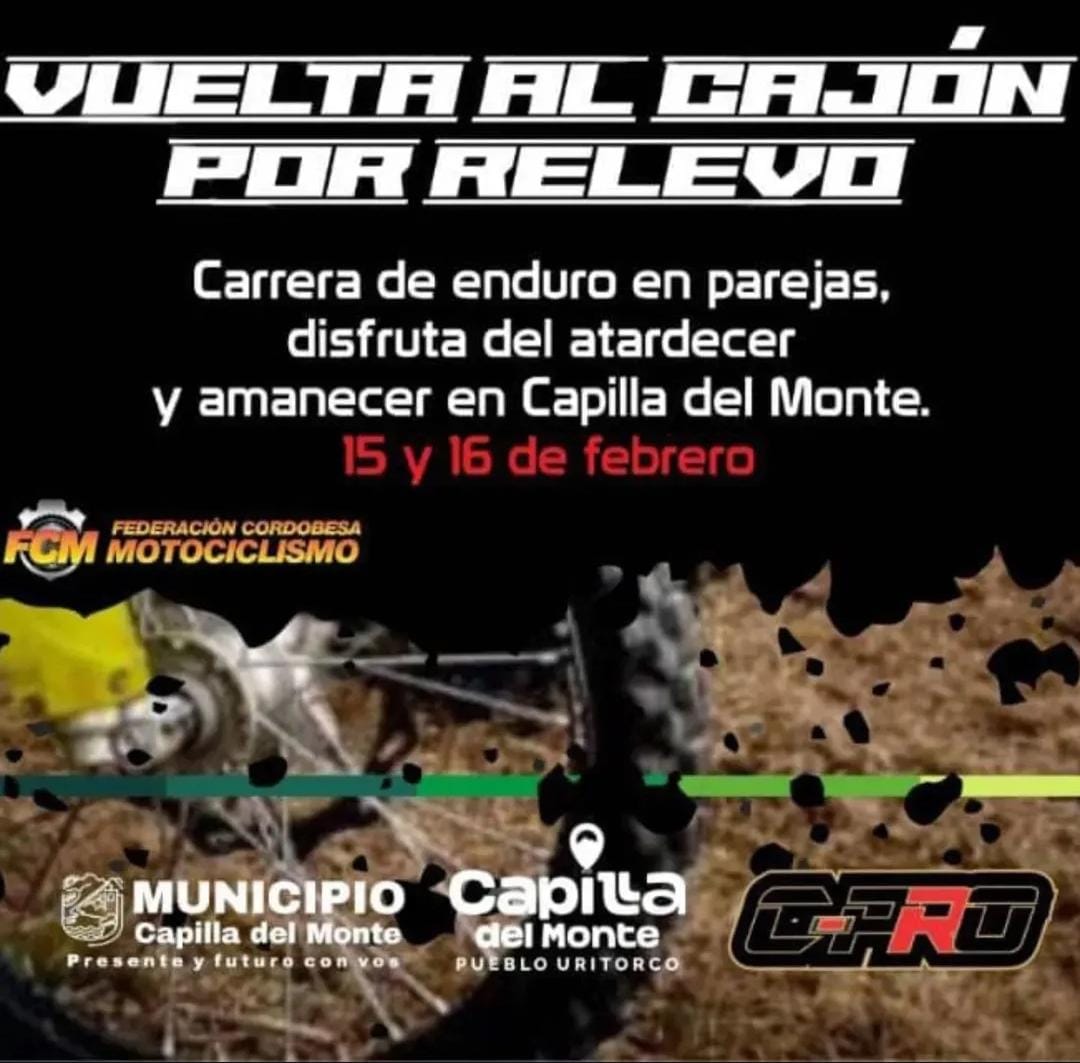 VUELTA AL CAJÓN
POR RELEVO
Carrera de enduro en parejas,
disfruta del atardecer
y amanecer en Capilla del Monte.
15 y 16 de febrero
FCM
FEDERACIÓN CORDOBESA
MOTOCICLISMO
MUNICIPIO
Capilla del Monte
Presente y futuro con vos
Capilla
del Monte
PUEBLO URITORCO
C-PRO